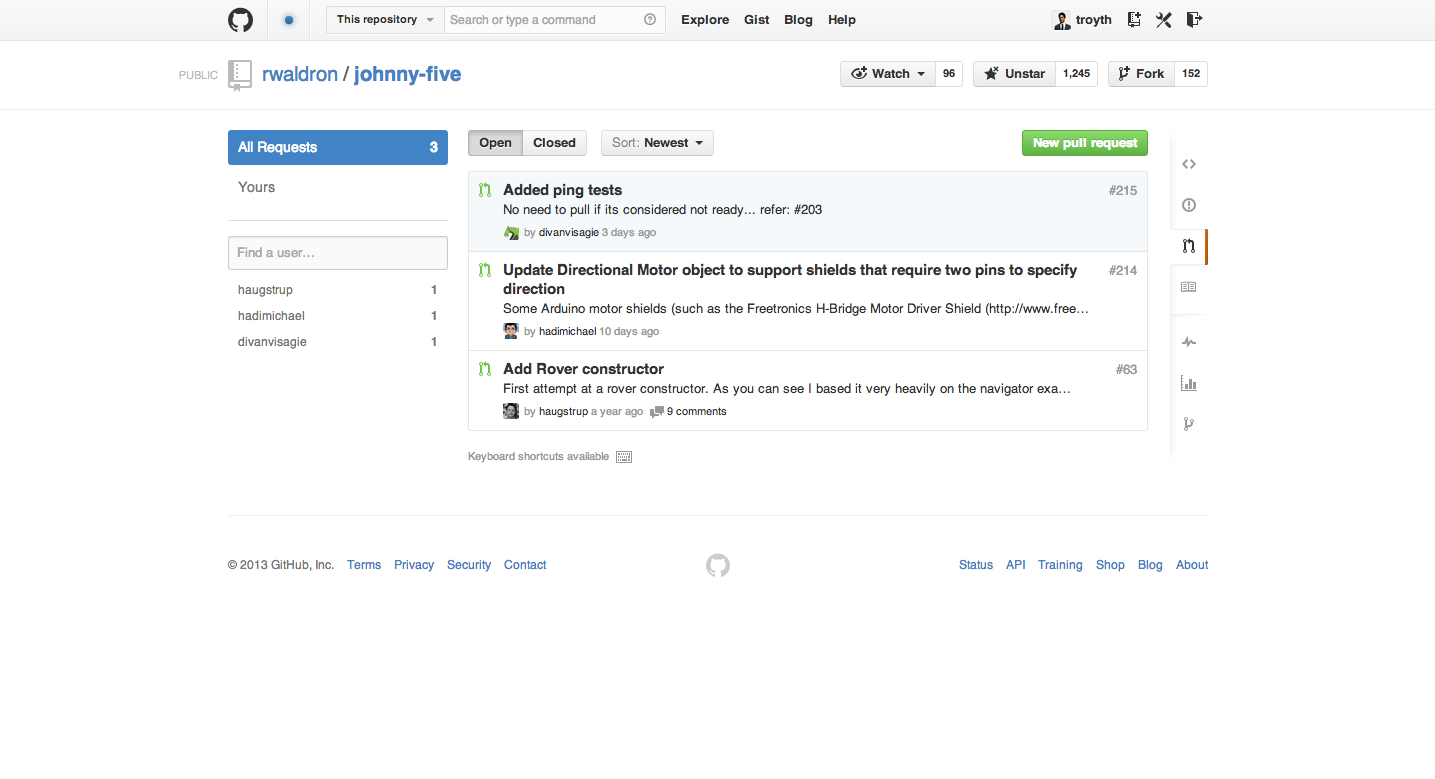 This repository
Search or type a command
Explore Gist Blog Help
troyth
PUBLIC rwaldron / johnny-five
Watch 96
Unstar 1,245
Fork 152
All Requests 3
Yours
Find a user...
haugstrup 1
hadimichael 1
divanvisagie 1
Open Closed Sort: Newest New pull request
Added ping tests #215
No need to pull if its considered not ready... refer: #203
by divanvisagie 3 days ago
Update Directional Motor object to support shields that require two pins to specify #214
direction
Some Arduino motor shields (such as the Freetronics H-Bridge Motor Driver Shield (http://www.free...
by hadimichael 10 days ago
Add Rover constructor #63
First attempt at a rover constructor. As you can see I based it very heavily on the navigator exa...
by haugstrup a year ago 9 comments
Keyboard shortcuts available
© 2013 GitHub, Inc. Terms Privacy Security Contact
Status API Training Shop Blog About